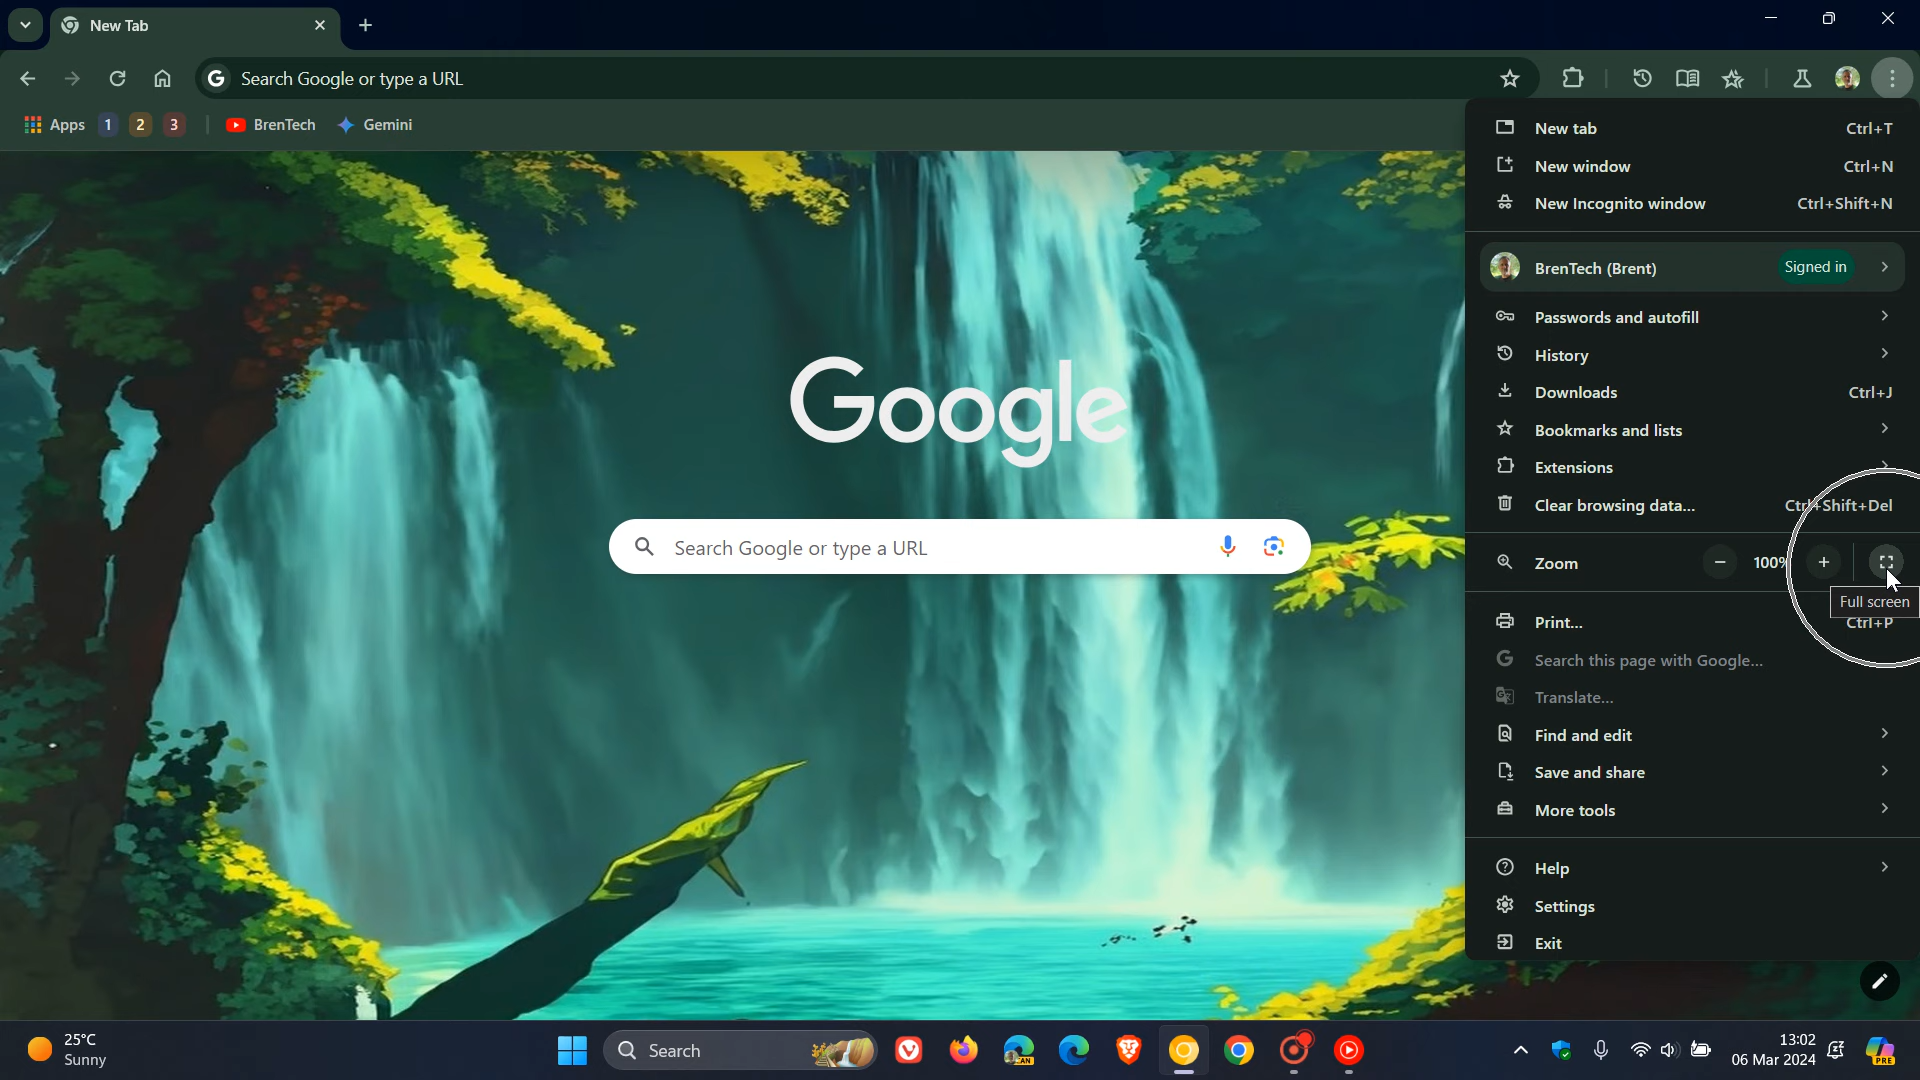 New Tab
Search Google or type a URL
Apps 1 2 3 BrenTech Gemini
New tab Ctrl+T
New window Ctrl+N
New Incognito window Ctrl+Shift+N
BrenTech (Brent) Signed in
Passwords and autofill
History
Downloads Ctrl+J
Bookmarks and lists
Extensions
Clear browsing data... Ctrl+Shift+Del
Zoom 100%
Full screen
Print... Ctrl+P
Search this page with Google...
Translate...
Find and edit
Save and share
More tools
Help
Settings
Exit
Google
Search Google or type a URL
25°C
Sunny
Search
CAN
13:02
06 Mar 2024
PRE